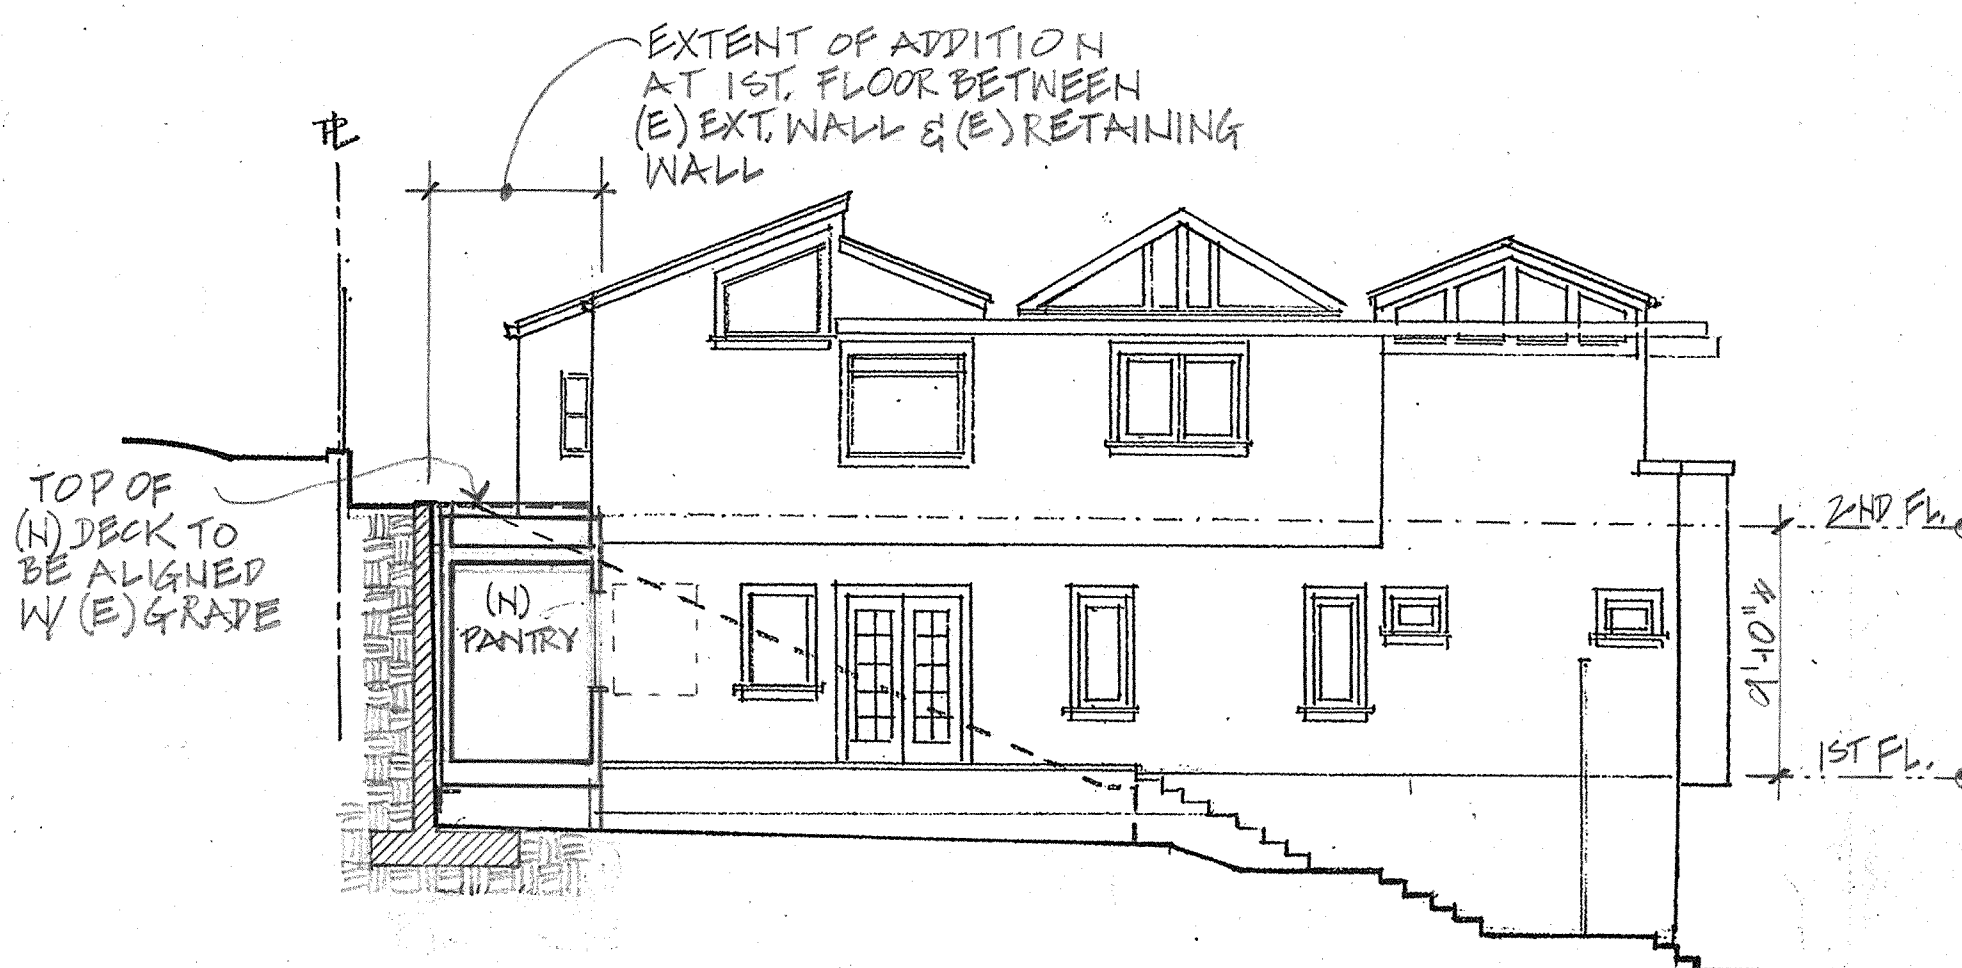 EXTENT OF ADDITION
AT 1ST. FLOOR BETWEEN
(E) EXT. WALL & (E) RETAINING
WALL
PL
TOP OF
(N) DECK TO
BE ALIGNED
W/ (E) GRADE
(N)
PANTRY
2ND FL.
9'-10"±
1ST FL.